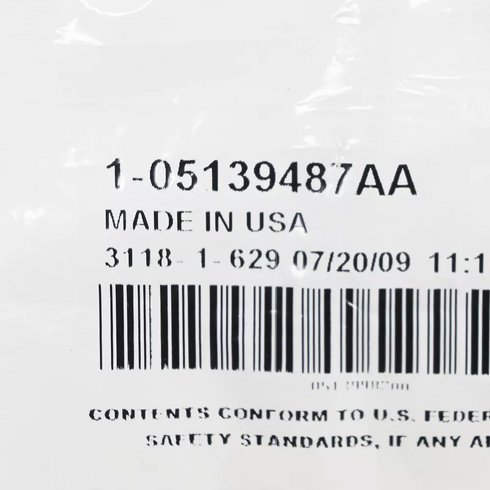 1-05139487AA
MADE IN USA
3118- 1- 629 07/20/09 11:1
CONTENTS CONFORM TO U.S. FEDER
SAFETY STANDARDS, IF ANY A